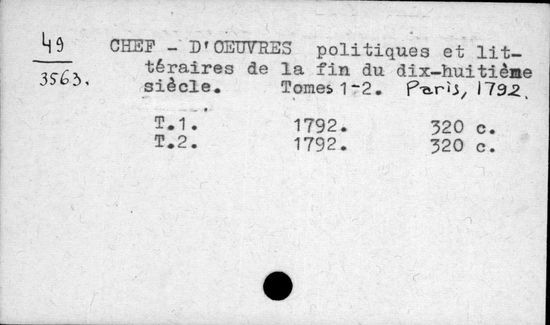 49
3563.
CHEF - D'OEUVRES politiques et lit-
téraires de la fin du dix-huitième
siècle. Tomes 1-2. Paris, 1792.
T.1. 1792. 320 c.
T.2. 1792. 320 c.